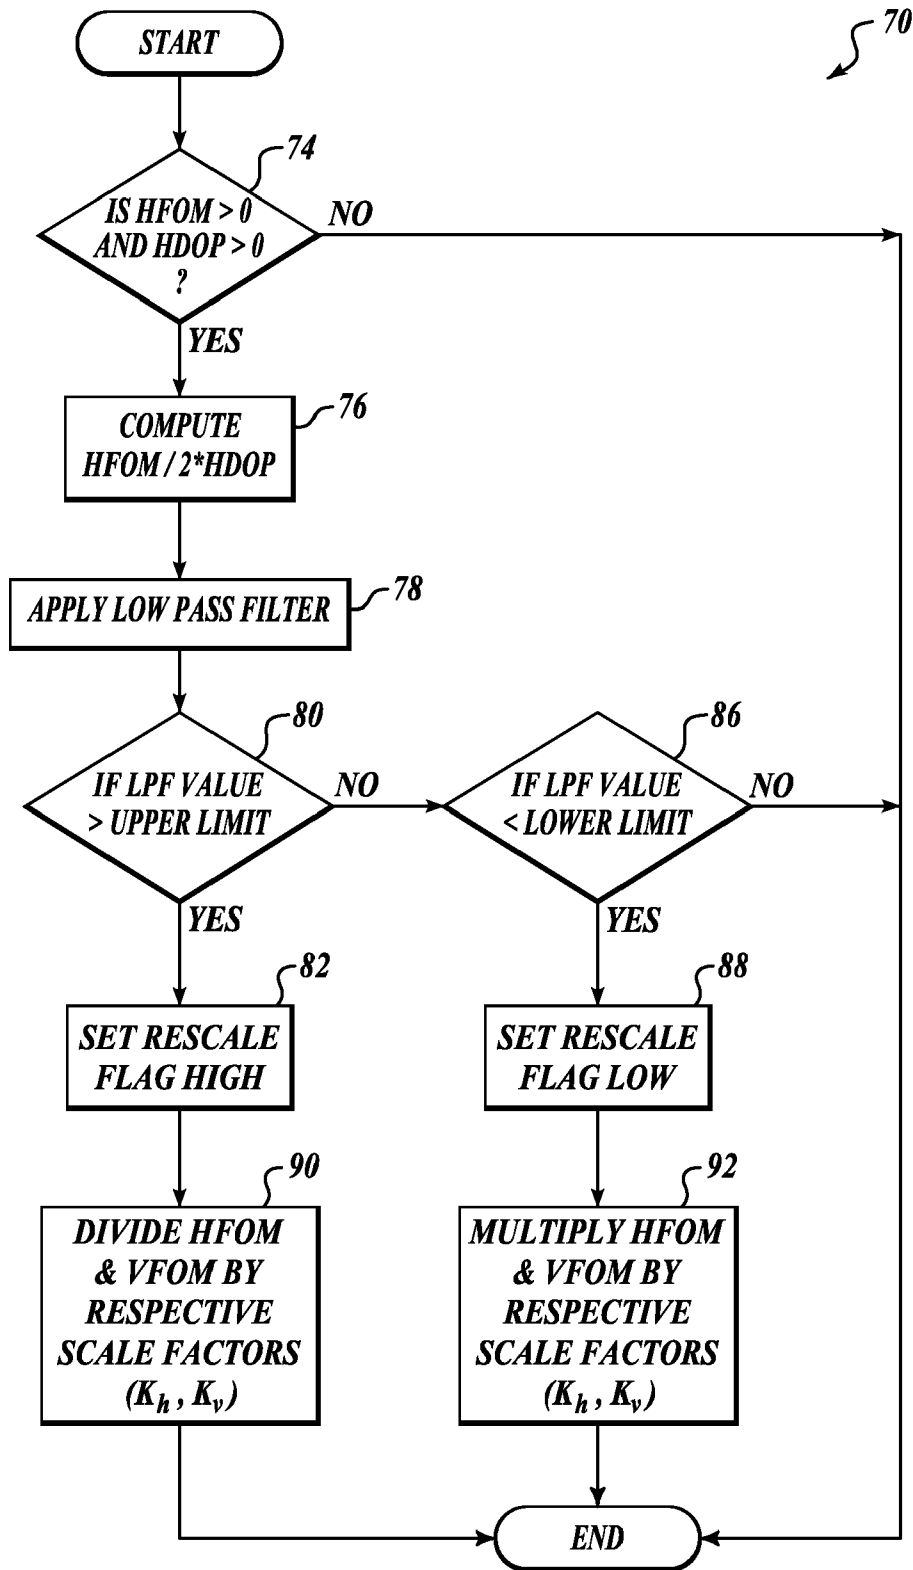 START
70
74
IS HFOM > 0
AND HDOP > 0
?
NO
YES
76
COMPUTE
HFOM / 2*HDOP
78
APPLY LOW PASS FILTER
80
IF LPF VALUE
> UPPER LIMIT
NO
86
IF LPF VALUE
< LOWER LIMIT
NO
YES
YES
82
SET RESCALE
FLAG HIGH
88
SET RESCALE
FLAG LOW
90
DIVIDE HFOM
& VFOM BY
RESPECTIVE
SCALE FACTORS
(Kh , Kv)
92
MULTIPLY HFOM
& VFOM BY
RESPECTIVE
SCALE FACTORS
(Kh , Kv)
END